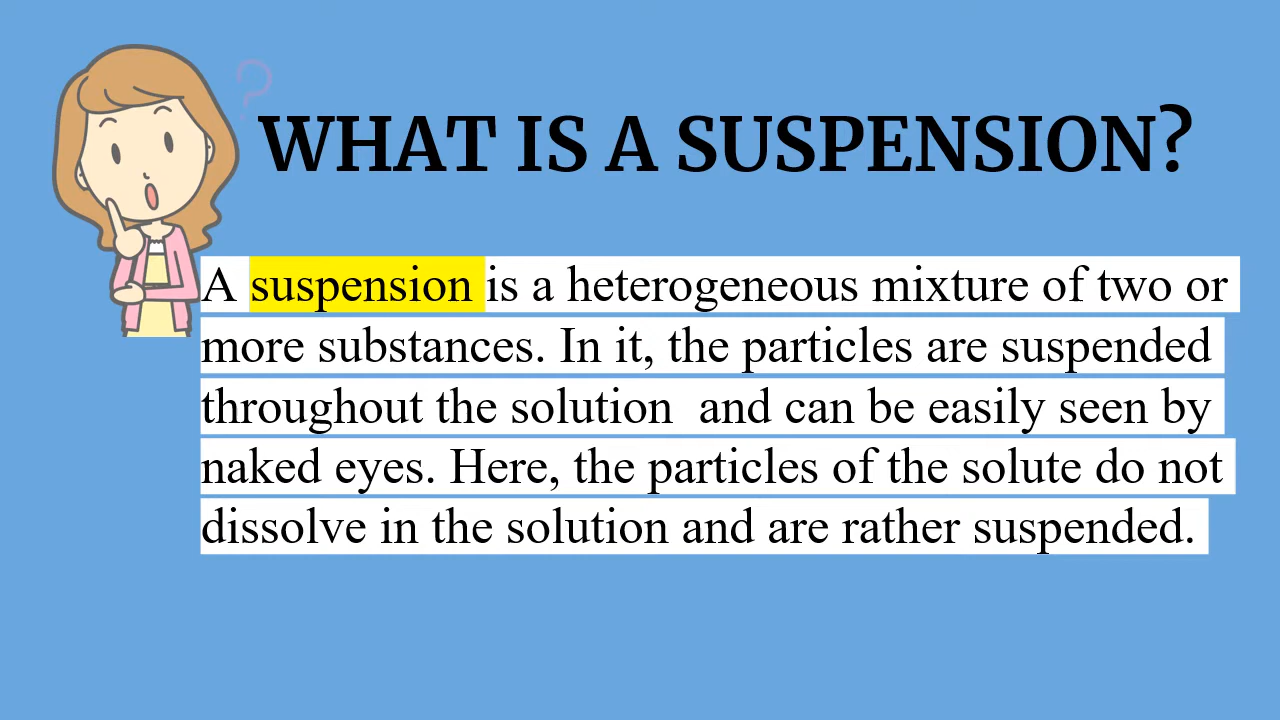 ?
WHAT IS A SUSPENSION?
A suspension is a heterogeneous mixture of two or
more substances. In it, the particles are suspended
throughout the solution  and can be easily seen by
naked eyes. Here, the particles of the solute do not
dissolve in the solution and are rather suspended.